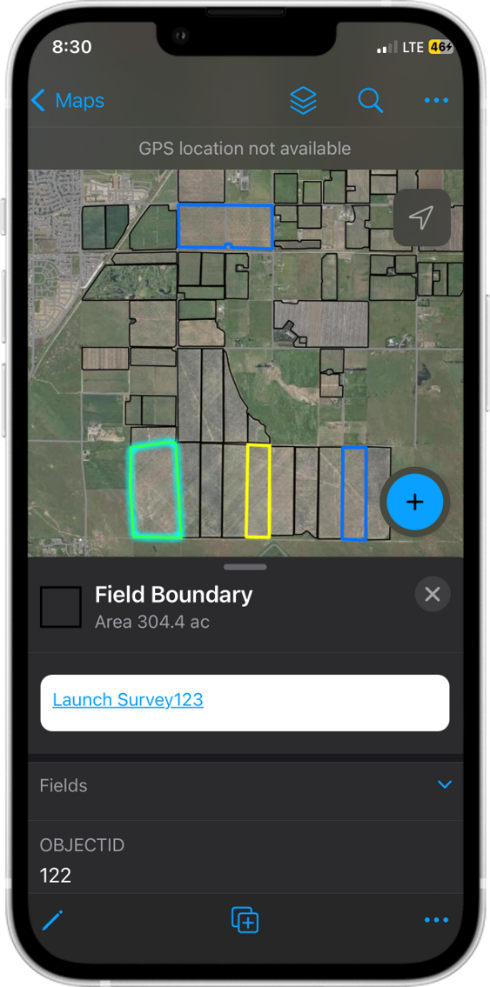 8:30
LTE 46
Maps
GPS location not available
Field Boundary
Area 304.4 ac
Launch Survey123
Fields
OBJECTID
122